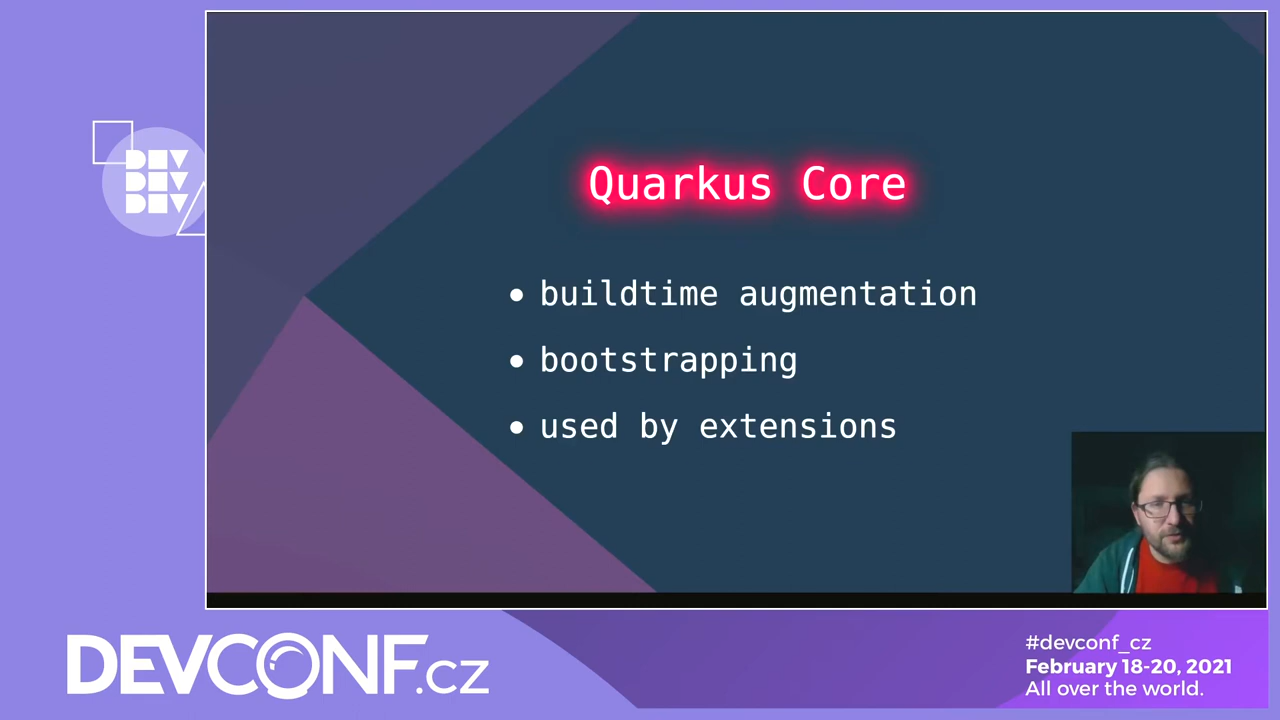 DEV
DEV
DEV
Quarkus Core
• buildtime augmentation
• bootstrapping
• used by extensions
DEVCONF.cz
#devconf_cz
February 18-20, 2021
All over the world.